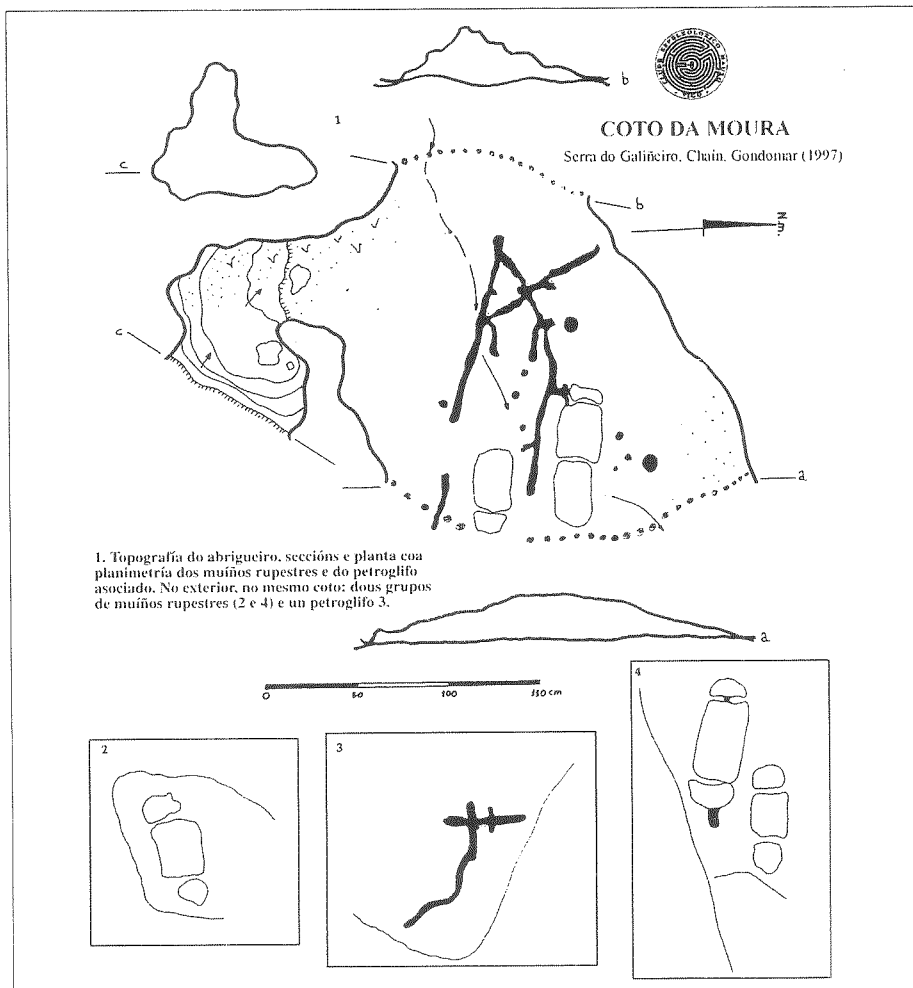 COTO DA MOURA
Serra do Galiñeiro. Chaín. Gondomar (1997)
b
c
1
b
N
c
a
1. Topografía do abrigueiro, seccións e planta coa
planimetría dos muíños rupestres e do petroglifo
asociado. No exterior, no mesmo coto: dous grupos
de muíños rupestres (2 e 4) e un petroglifo 3.
a
0 50 100 150 cm
2
3
4